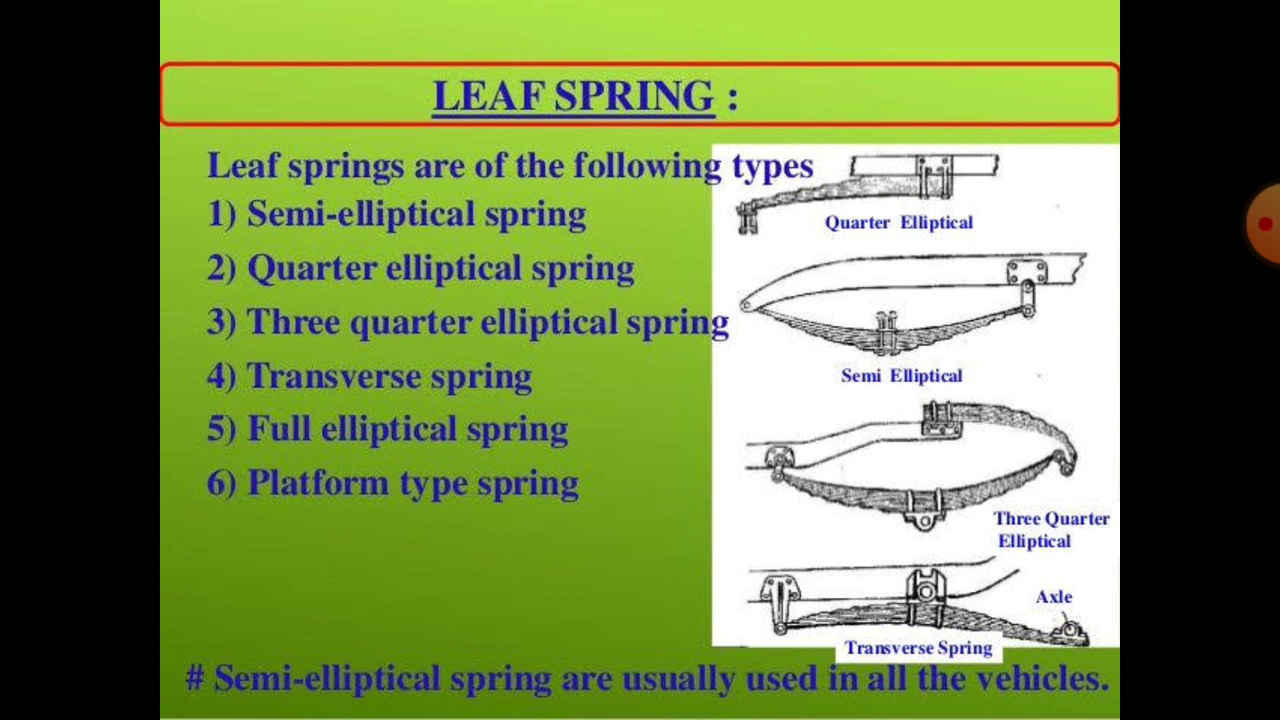 LEAF SPRING :
Leaf springs are of the following types
1) Semi-elliptical spring
2) Quarter elliptical spring
3) Three quarter elliptical spring
4) Transverse spring
5) Full elliptical spring
6) Platform type spring
Quarter Elliptical
Semi Elliptical
Three Quarter
Elliptical
Axle
Transverse Spring
# Semi-elliptical spring are usually used in all the vehicles.